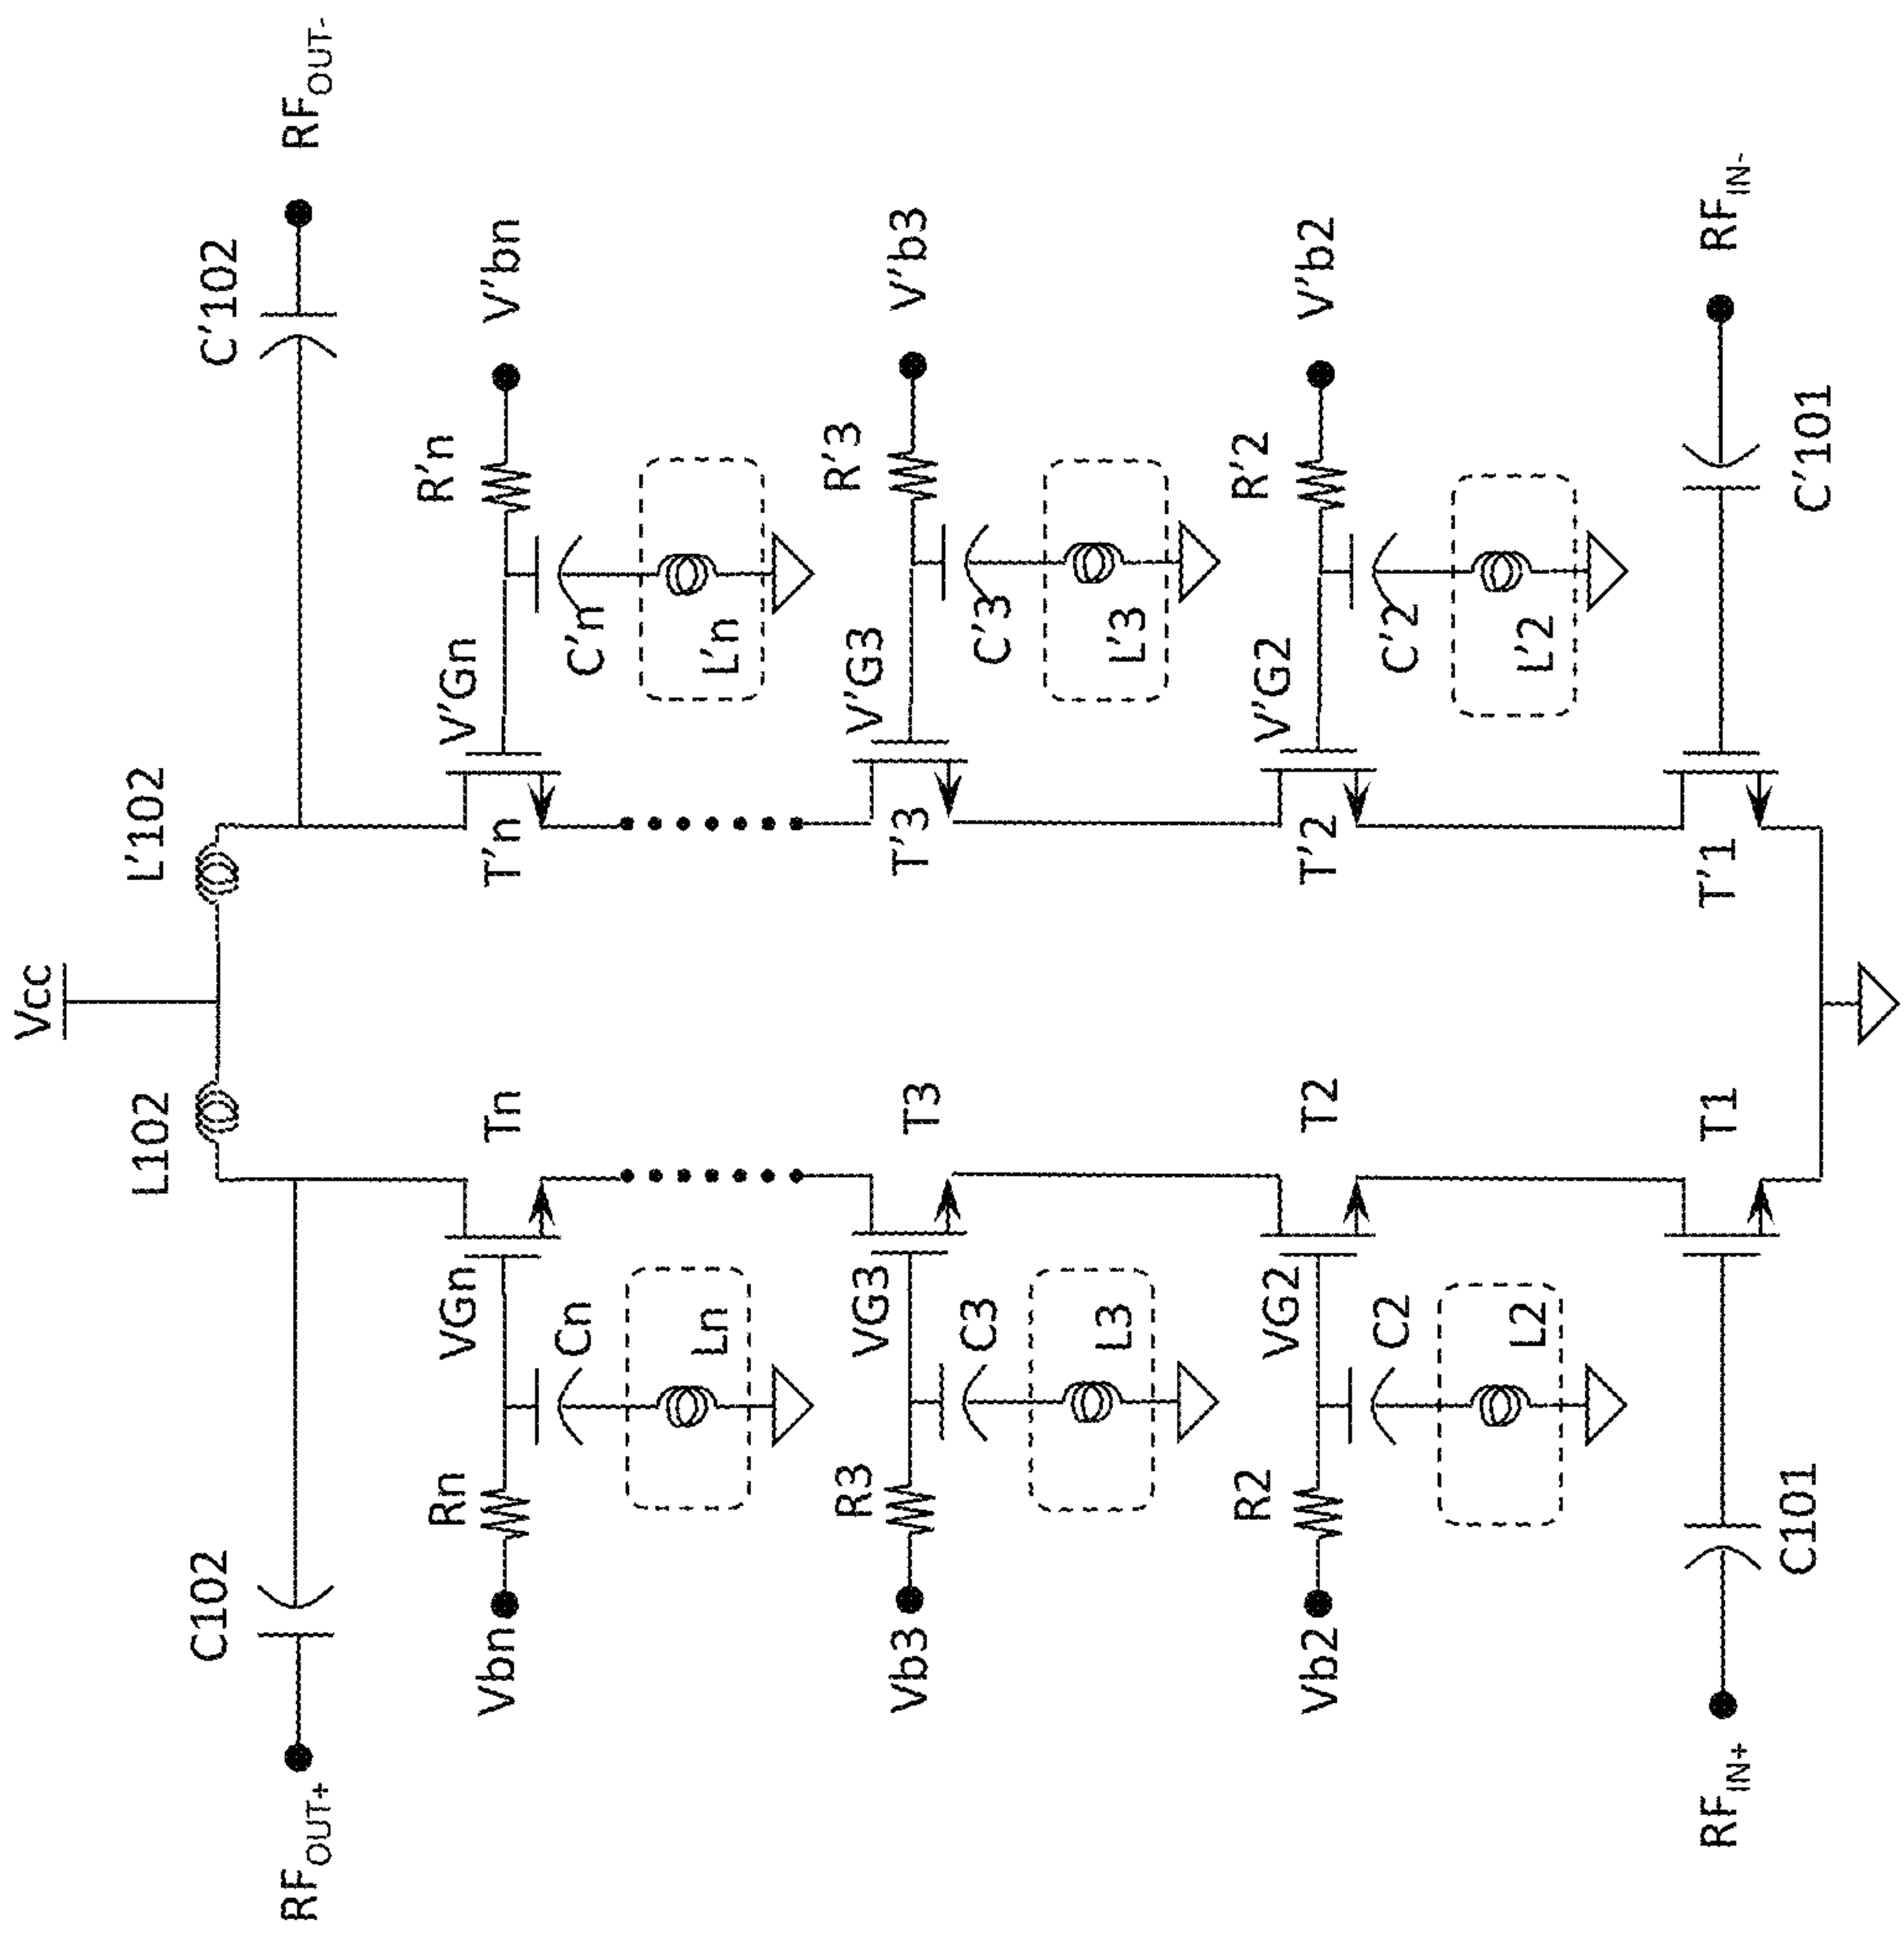 Vcc
L102
L'102
C102
C'102
RFOUT+
RFOUT-
Rn
VGn
Tn
T'n
V'Gn
R'n
Vbn
V'bn
Cn
C'n
Ln
L'n
R3
VG3
T3
T'3
V'G3
R'3
Vb3
V'b3
C3
C'3
L3
L'3
R2
VG2
T2
T'2
V'G2
R'2
Vb2
V'b2
C2
C'2
L2
L'2
T1
T'1
RFIN+
RFIN-
C101
C'101